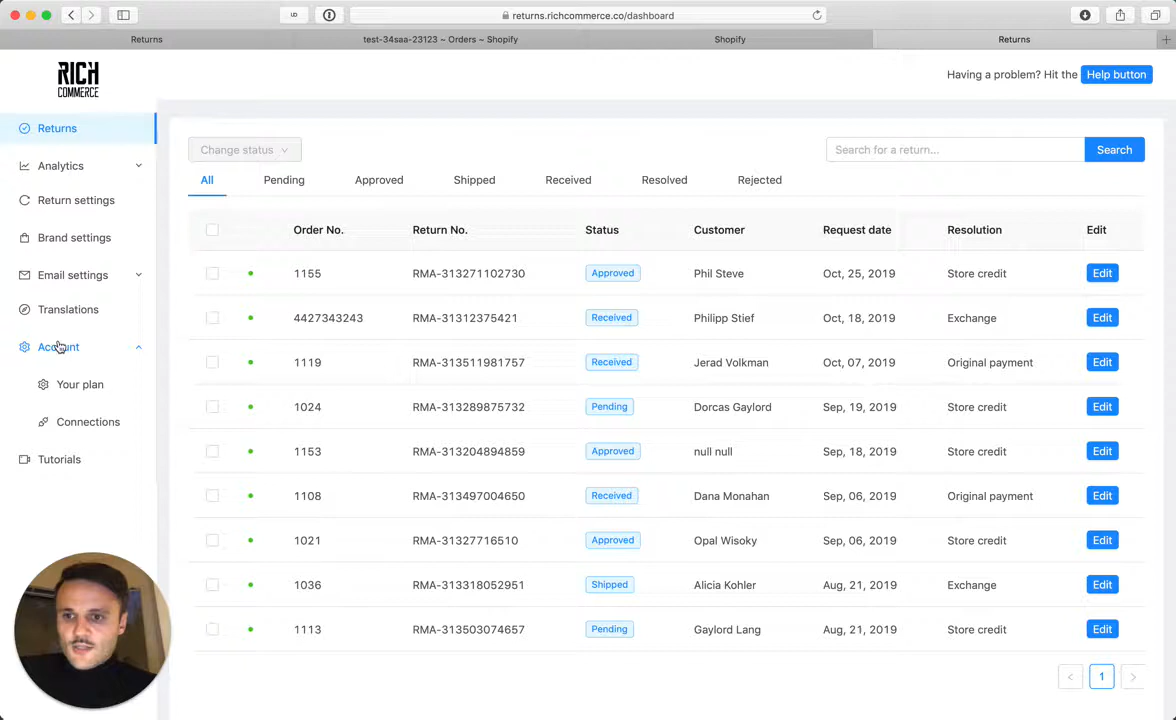 returns.richcommerce.co/dashboard
Returns
test-34saa-23123 ~ Orders ~ Shopify
Shopify
Returns
RICH
COMMERCE
Having a problem? Hit the Help button
Returns
Analytics
Return settings
Brand settings
Email settings
Translations
Account
Your plan
Connections
Tutorials
Change status
Search for a return... Search
All Pending Approved Shipped Received Resolved Rejected
Order No. Return No. Status Customer Request date Resolution Edit
1155 RMA-313271102730 Approved Phil Steve Oct, 25, 2019 Store credit Edit
4427343243 RMA-31312375421 Received Philipp Stief Oct, 18, 2019 Exchange Edit
1119 RMA-313511981757 Received Jerad Volkman Oct, 07, 2019 Original payment Edit
1024 RMA-313289875732 Pending Dorcas Gaylord Sep, 19, 2019 Store credit Edit
1153 RMA-313204894859 Approved null null Sep, 18, 2019 Store credit Edit
1108 RMA-313497004650 Received Dana Monahan Sep, 06, 2019 Original payment Edit
1021 RMA-31327716510 Approved Opal Wisoky Sep, 06, 2019 Store credit Edit
1036 RMA-313318052951 Shipped Alicia Kohler Aug, 21, 2019 Exchange Edit
1113 RMA-313503074657 Pending Gaylord Lang Aug, 21, 2019 Store credit Edit
< 1 >